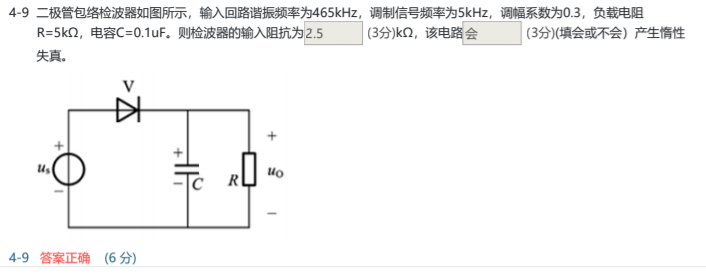 4-9 二极管包络检波器如图所示，输入回路谐振频率为465kHz，调制信号频率为5kHz，调幅系数为0.3，负载电阻
R=5kΩ，电容C=0.1uF。则检波器的输入阻抗为 2.5 (3分)kΩ，该电路 会 (3分)(填会或不会）产生惰性
失真。
V
+ + +
us C R uO
− − −
4-9 答案正确 (6 分)